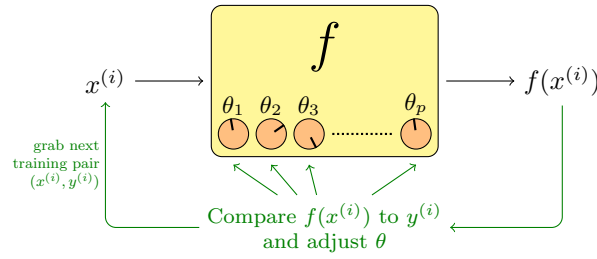 f
x^{(i)}
f(x^{(i)})
θ_1 θ_2 θ_3 θ_p
grab next
training pair
(x^{(i)}, y^{(i)})
Compare f(x^{(i)}) to y^{(i)}
and adjust θ